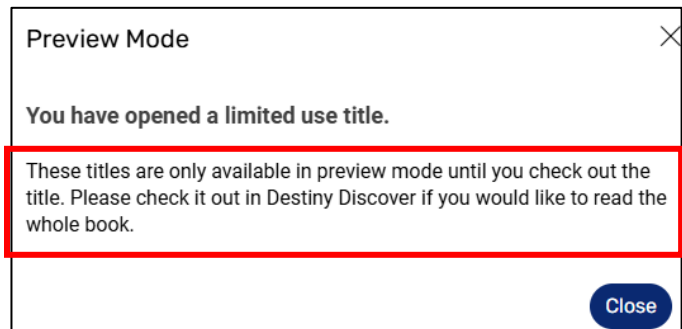 Preview Mode
You have opened a limited use title.
These titles are only available in preview mode until you check out the
title. Please check it out in Destiny Discover if you would like to read the
whole book.
Close